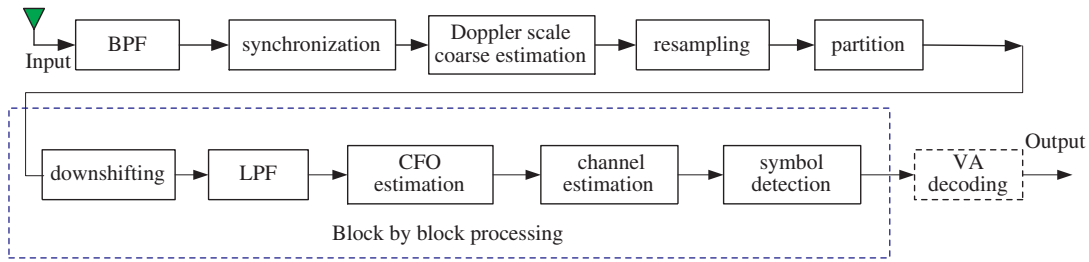 Input
BPF
synchronization
Doppler scale
coarse estimation
resampling
partition
downshifting
LPF
CFO
estimation
channel
estimation
symbol
detection
VA
decoding
Output
Block by block processing